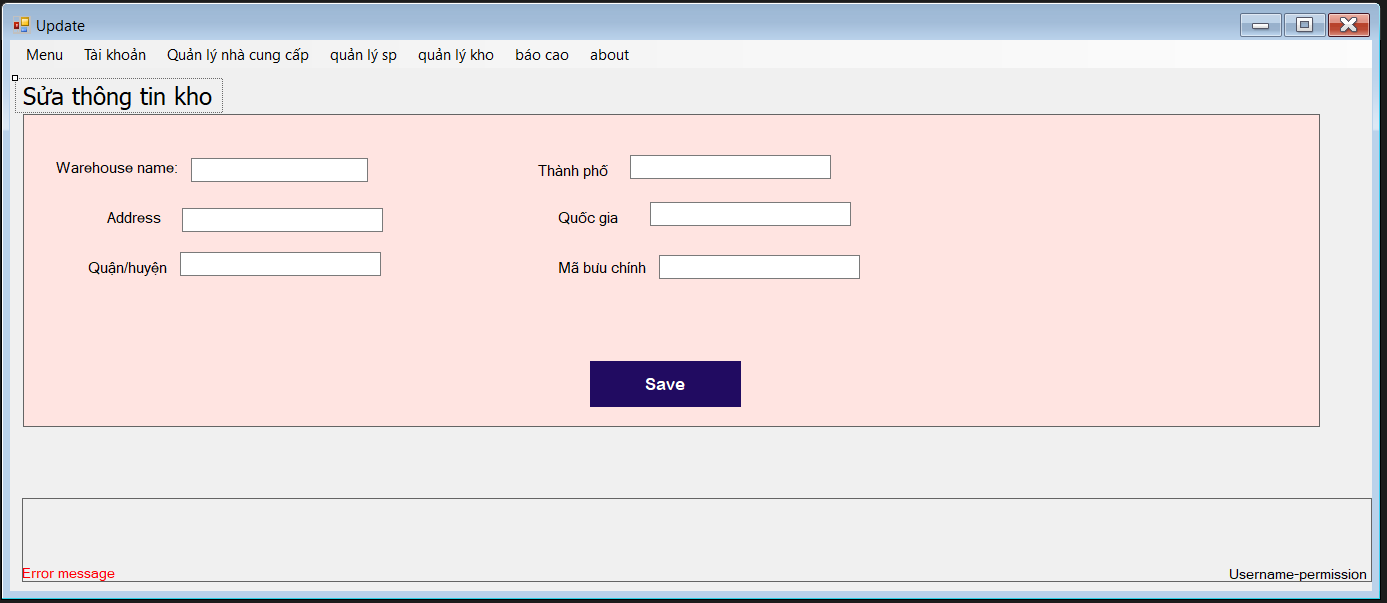 Update
Menu Tài khoản Quản lý nhà cung cấp quản lý sp quản lý kho báo cao about
Sửa thông tin kho
Warehouse name:
Thành phố
Address
Quốc gia
Quận/huyện
Mã bưu chính
Save
Error message
Username-permission